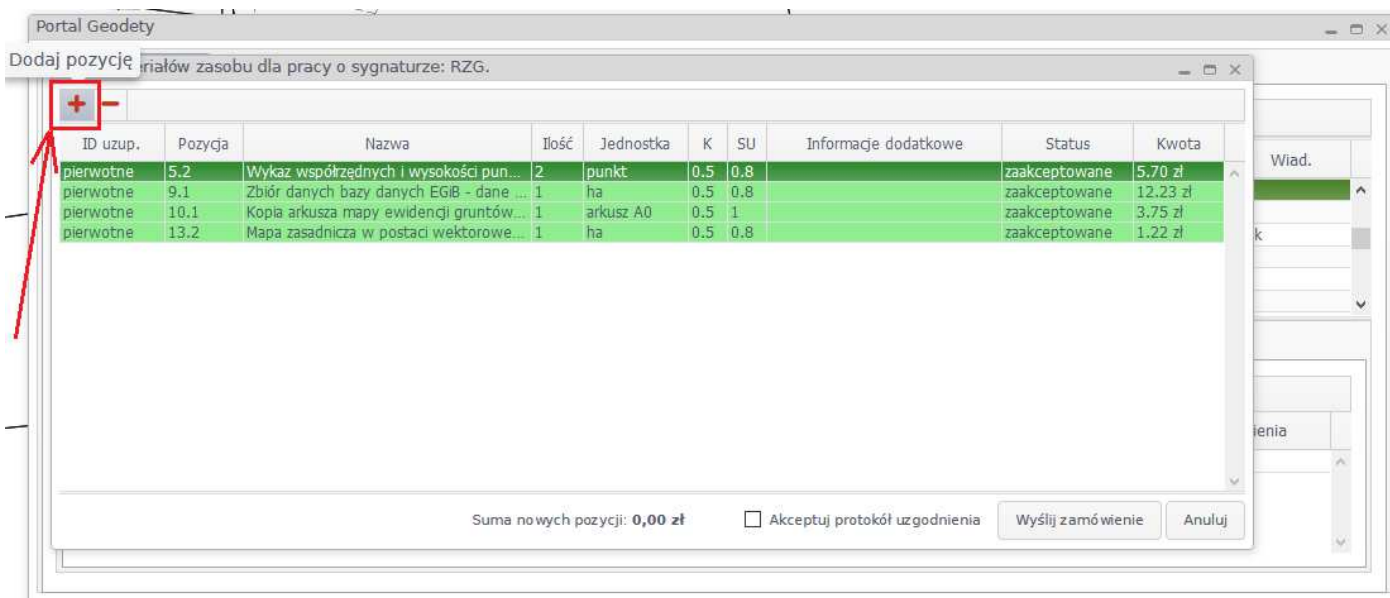 Portal Geodety
Dodaj pozycję
riałów zasobu dla pracy o sygnaturze: RZG.
+ −
ID uzup. Pozycja Nazwa Ilość Jednostka K SU Informacje dodatkowe Status Kwota
Wiad.
pierwotne 5.2 Wykaz współrzędnych i wysokości pun... 2 punkt 0.5 0.8 zaakceptowane 5.70 zł
pierwotne 9.1 Zbiór danych bazy danych EGiB - dane ... 1 ha 0.5 0.8 zaakceptowane 12.23 zł
pierwotne 10.1 Kopia arkusza mapy ewidencji gruntów... 1 arkusz A0 0.5 1 zaakceptowane 3.75 zł
pierwotne 13.2 Mapa zasadnicza w postaci wektorowe... 1 ha 0.5 0.8 zaakceptowane 1.22 zł
k
ienia
Suma nowych pozycji: 0,00 zł Akceptuj protokół uzgodnienia Wyślij zamówienie Anuluj